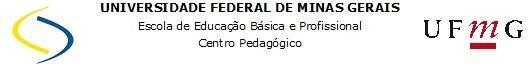 UNIVERSIDADE FEDERAL DE MINAS GERAIS
Escola de Educação Básica e Profissional
Centro Pedagógico
UFmG